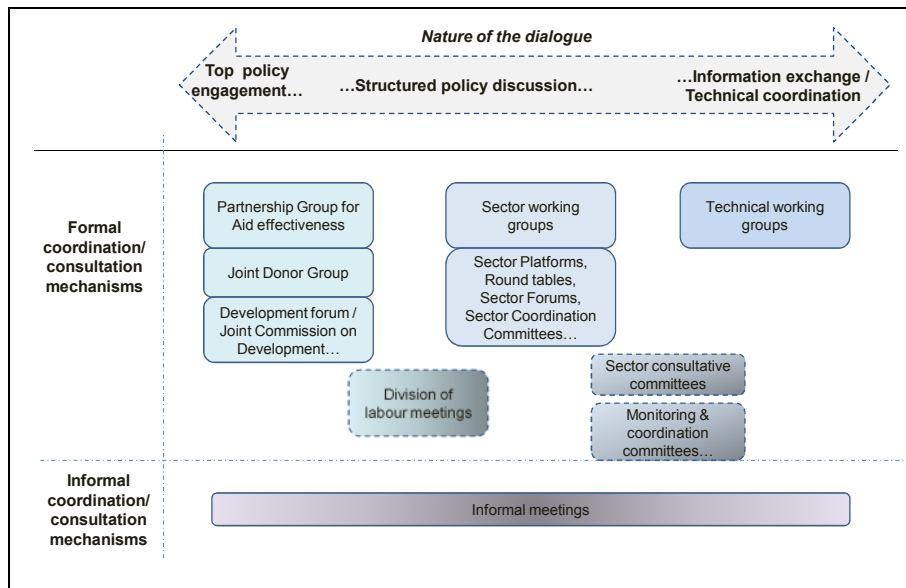 Nature of the dialogue
Top policy
engagement…
…Structured policy discussion…
…Information exchange /
Technical coordination
Formal
coordination/
consultation
mechanisms
Partnership Group for
Aid effectiveness
Joint Donor Group
Development forum /
Joint Commission on
Development…
Sector working
groups
Sector Platforms,
Round tables,
Sector Forums,
Sector Coordination
Committees…
Technical working
groups
Division of
labour meetings
Sector consultative
committees
Monitoring &
coordination
committees…
Informal
coordination/
consultation
mechanisms
Informal meetings